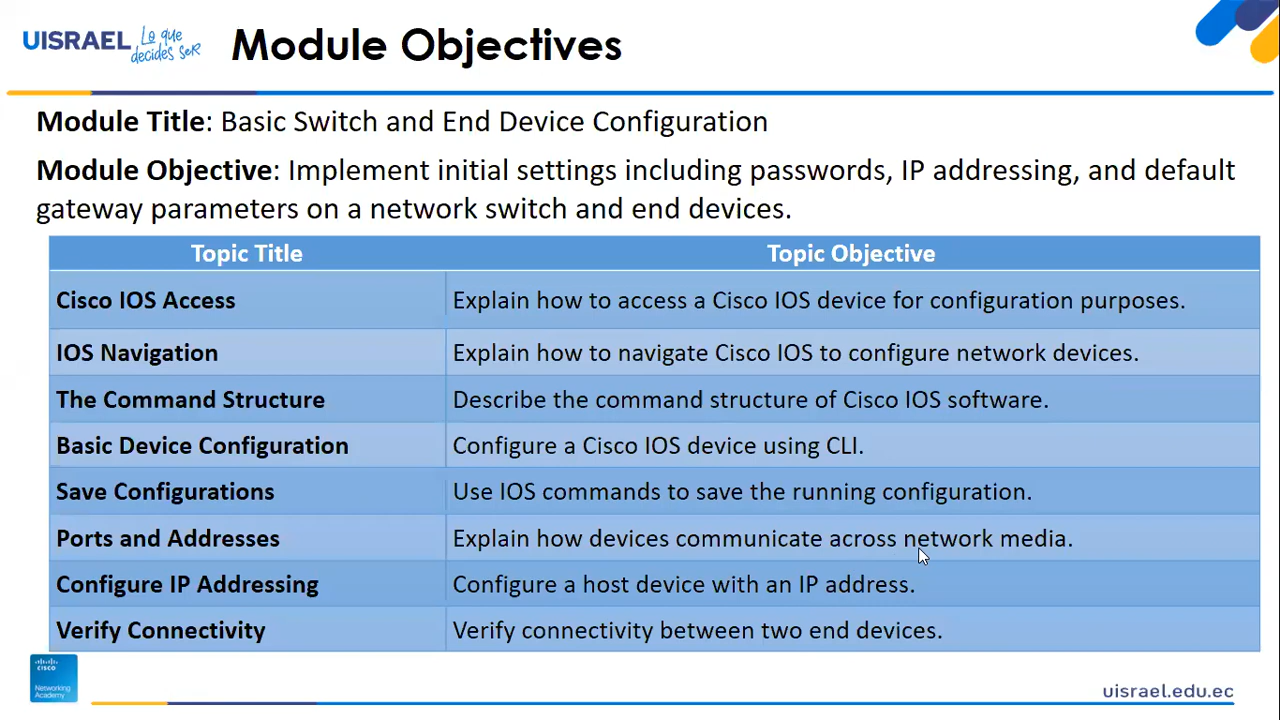 UISRAEL Lo que decides ser
Module Objectives
Module Title: Basic Switch and End Device Configuration
Module Objective: Implement initial settings including passwords, IP addressing, and default
gateway parameters on a network switch and end devices.
Topic Title Topic Objective
Cisco IOS Access Explain how to access a Cisco IOS device for configuration purposes.
IOS Navigation Explain how to navigate Cisco IOS to configure network devices.
The Command Structure Describe the command structure of Cisco IOS software.
Basic Device Configuration Configure a Cisco IOS device using CLI.
Save Configurations Use IOS commands to save the running configuration.
Ports and Addresses Explain how devices communicate across network media.
Configure IP Addressing Configure a host device with an IP address.
Verify Connectivity Verify connectivity between two end devices.
cisco
Networking
Academy
uisrael.edu.ec